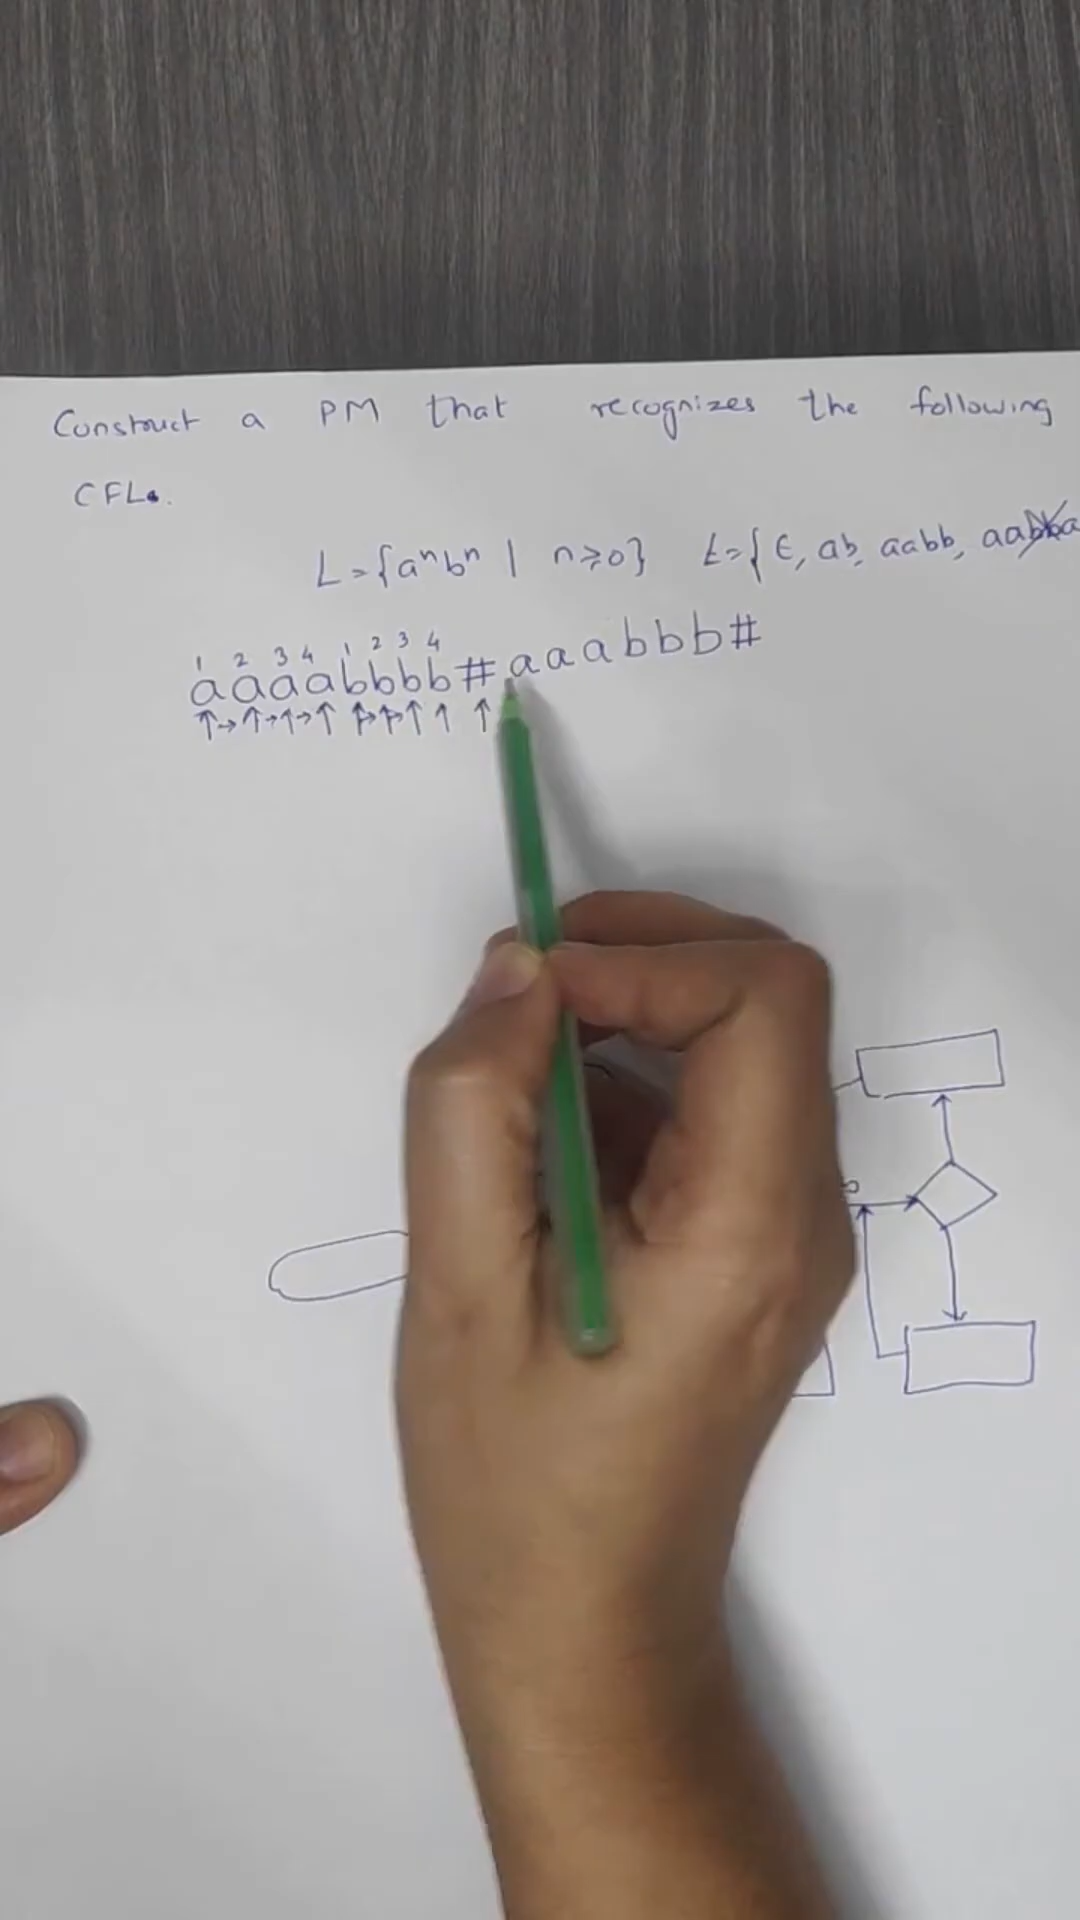 Construct a PM that recognizes the following
CFL.
L = {aⁿbⁿ | n ≥ 0} L = { ε, ab, aabb,
1 2 3 4 1 2 3 4
aaaabbbb#aaabbb#